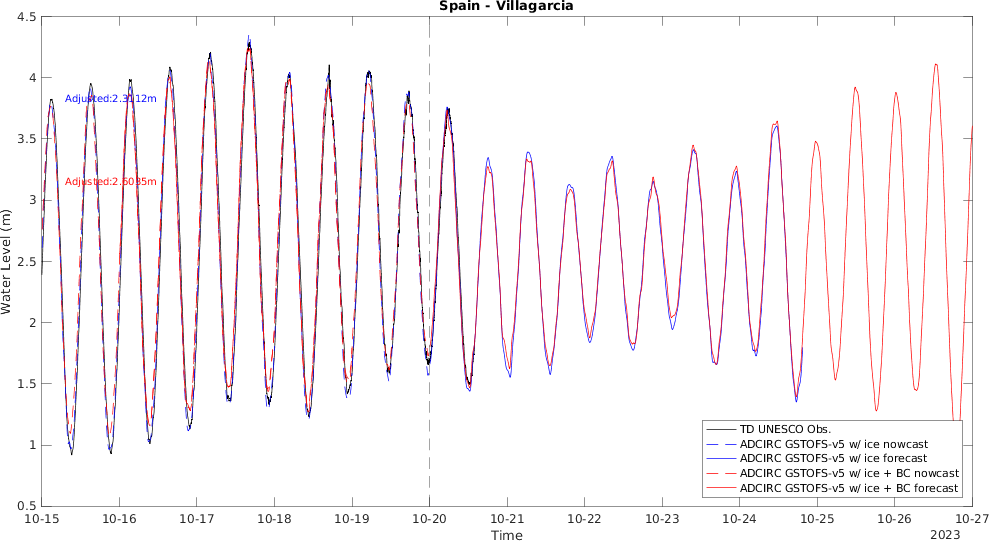 Spain - Villagarcia
4.5
4
3.5
3
2.5
2
1.5
1
0.5
Water Level (m)
Adjusted:2.3112m
Adjusted:2.6035m
TD UNESCO Obs.
ADCIRC GSTOFS-v5 w/ ice nowcast
ADCIRC GSTOFS-v5 w/ ice forecast
ADCIRC GSTOFS-v5 w/ ice + BC nowcast
ADCIRC GSTOFS-v5 w/ ice + BC forecast
10-15 10-16 10-17 10-18 10-19 10-20 10-21 10-22 10-23 10-24 10-25 10-26 10-27
Time
2023